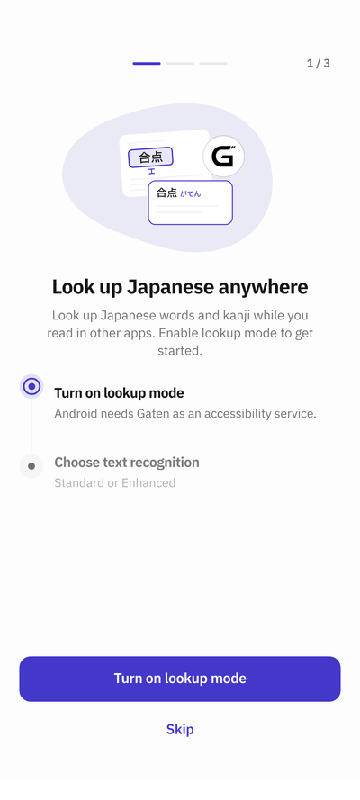 1 / 3
合点
G
合点 がてん
Look up Japanese anywhere
Look up Japanese words and kanji while you
read in other apps. Enable lookup mode to get
started.
Turn on lookup mode
Android needs Gaten as an accessibility service.
Choose text recognition
Standard or Enhanced
Turn on lookup mode
Skip